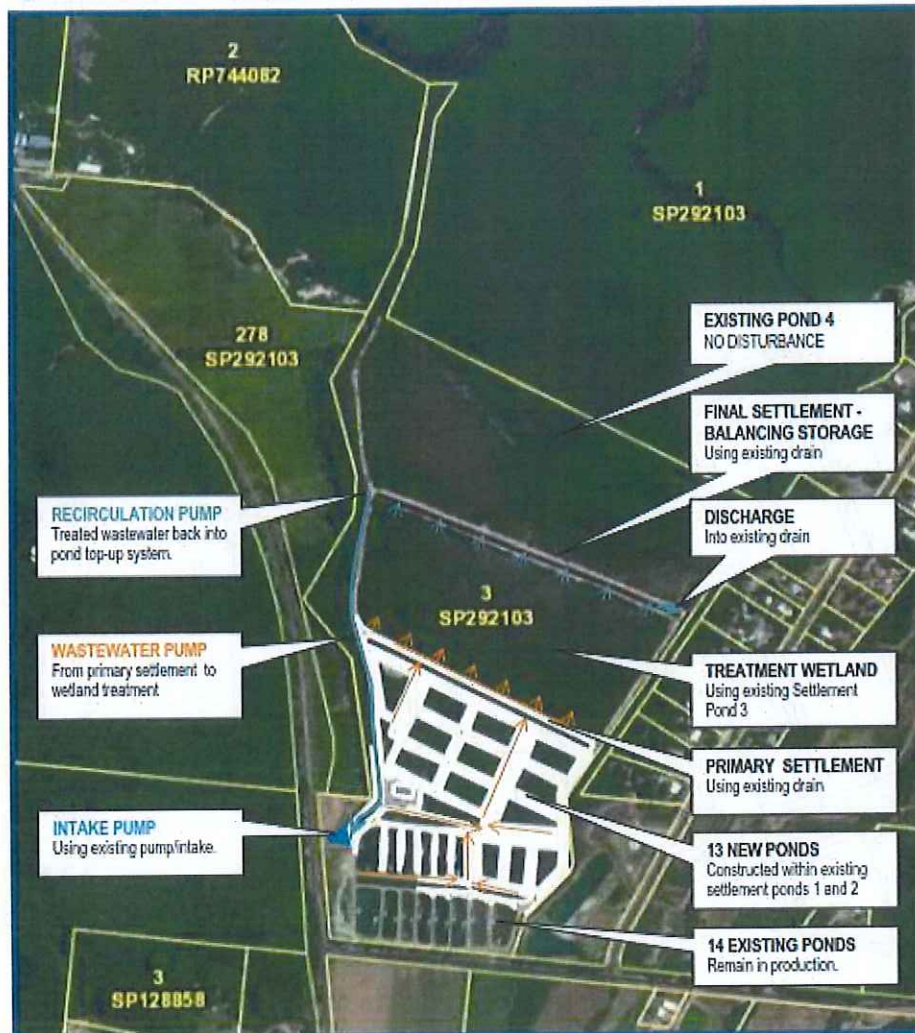 2
RP744082
1
SP292103
278
SP292103
EXISTING POND 4
NO DISTURBANCE
FINAL SETTLEMENT -
BALANCING STORAGE
Using existing drain
RECIRCULATION PUMP
Treated wastewater back into
pond top-up system.
DISCHARGE
Into existing drain
3
SP292103
WASTEWATER PUMP
From primary settlement to
wetland treatment
TREATMENT WETLAND
Using existing Settlement
Pond 3
PRIMARY SETTLEMENT
Using existing drain
INTAKE PUMP
Using existing pump/intake.
13 NEW PONDS
Constructed within existing
settlement ponds 1 and 2
14 EXISTING PONDS
Remain in production.
3
SP128858